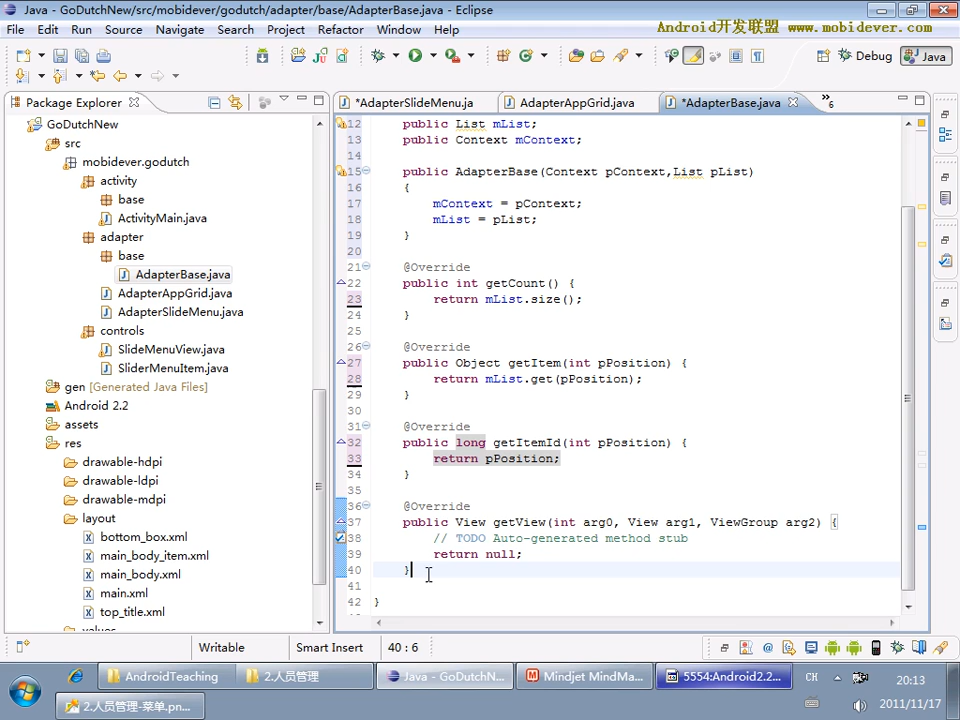 Java - GoDutchNew/src/mobidever/godutch/adapter/base/AdapterBase.java - Eclipse
File Edit Run Source Navigate Search Project Refactor Window Help
Android开发联盟 www.mobidever.com
Debug Java
Package Explorer
*AdapterSlideMenu.ja AdapterAppGrid.java *AdapterBase.java »6
GoDutchNew
src
mobidever.godutch
activity
base
ActivityMain.java
adapter
base
AdapterBase.java
AdapterAppGrid.java
AdapterSlideMenu.java
controls
SlideMenuView.java
SliderMenuItem.java
gen [Generated Java Files]
Android 2.2
assets
res
drawable-hdpi
drawable-ldpi
drawable-mdpi
layout
bottom_box.xml
main_body_item.xml
main_body.xml
main.xml
top_title.xml
values
12 public List mList;
13 public Context mContext;
14
15 public AdapterBase(Context pContext,List pList)
16 {
17 mContext = pContext;
18 mList = pList;
19 }
20
21 @Override
22 public int getCount() {
23 return mList.size();
24 }
25
26 @Override
27 public Object getItem(int pPosition) {
28 return mList.get(pPosition);
29 }
30
31 @Override
32 public long getItemId(int pPosition) {
33 return pPosition;
34 }
35
36 @Override
37 public View getView(int arg0, View arg1, ViewGroup arg2) {
38 // TODO Auto-generated method stub
39 return null;
40 }
41
42 }
Writable Smart Insert 40 : 6
AndroidTeaching 2.人员管理 Java - GoDutchN... Mindjet MindMa... 5554:Android2.2... CH
2.人员管理-菜单.pn...
20:13
2011/11/17